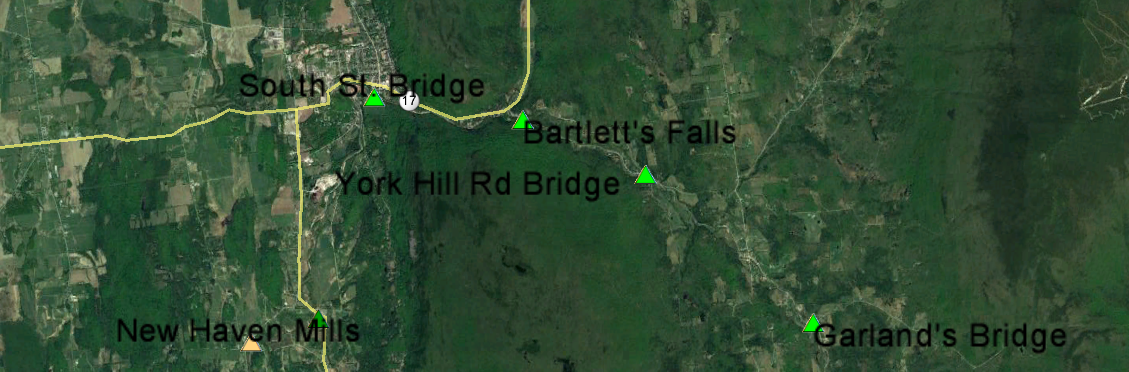 South St. Bridge
17
Bartlett's Falls
York Hill Rd Bridge
New Haven Mills
Garland's Bridge